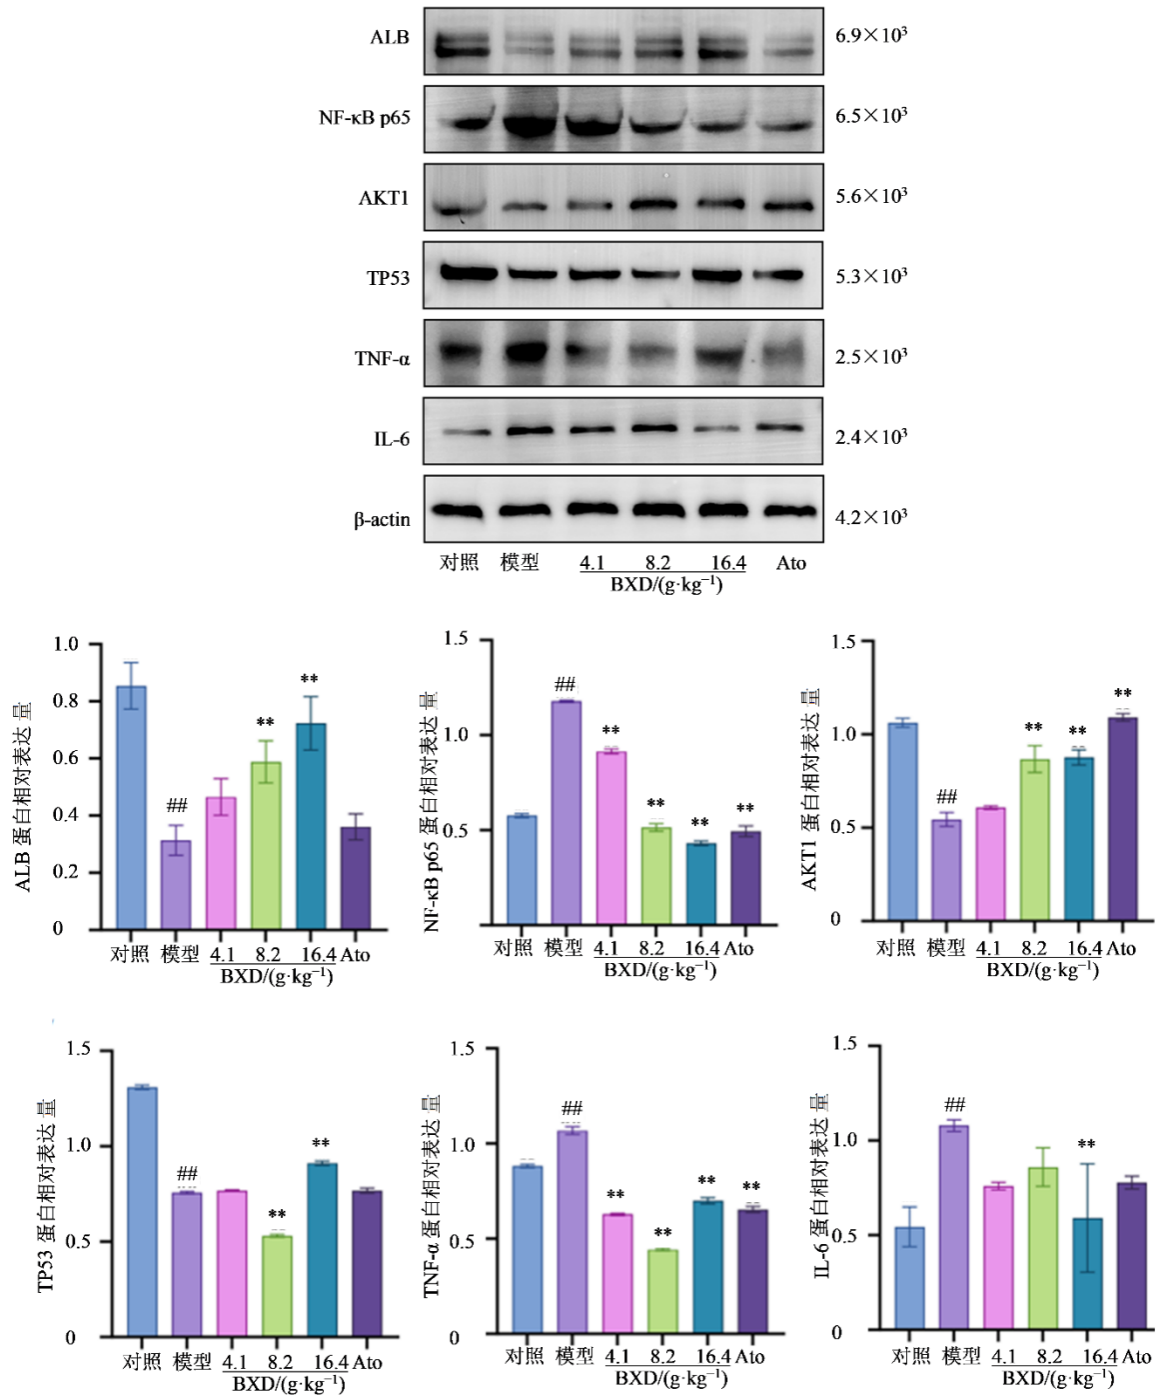 ALB 6.9×10³
NF-κB p65 6.5×10³
AKT1 5.6×10³
TP53 5.3×10³
TNF-α 2.5×10³
IL-6 2.4×10³
β-actin 4.2×10³
对照 模型 4.1 8.2 16.4 Ato
BXD/(g·kg⁻¹)
ALB 蛋白相对表达 量
1.0
0.8
0.6
0.4
0.2
0
##
**
**
对照 模型 4.1 8.2 16.4 Ato
BXD/(g·kg⁻¹)
NF-κB p65 蛋白相对表达 量
1.5
1.0
0.5
0
##
**
**
**
**
对照 模型 4.1 8.2 16.4 Ato
BXD/(g·kg⁻¹)
AKT1 蛋白相对表达 量
1.5
1.0
0.5
0
##
**
**
**
对照 模型 4.1 8.2 16.4 Ato
BXD/(g·kg⁻¹)
TP53 蛋白相对表达 量
1.5
1.0
0.5
0
##
**
**
对照 模型 4.1 8.2 16.4 Ato
BXD/(g·kg⁻¹)
TNF-α 蛋白相对表达 量
1.5
1.0
0.5
0
##
**
**
**
**
对照 模型 4.1 8.2 16.4 Ato
BXD/(g·kg⁻¹)
IL-6 蛋白相对表达 量
1.5
1.0
0.5
0
##
**
对照 模型 4.1 8.2 16.4 Ato
BXD/(g·kg⁻¹)